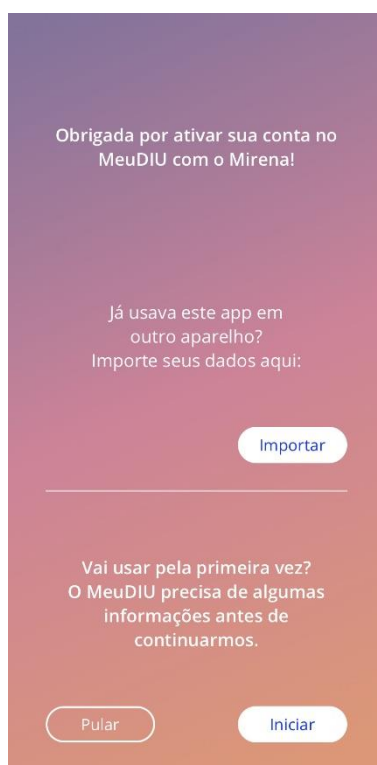 Obrigada por ativar sua conta no
MeuDIU com o Mirena!
Já usava este app em
outro aparelho?
Importe seus dados aqui:
Importar
Vai usar pela primeira vez?
O MeuDIU precisa de algumas
informações antes de
continuarmos.
Pular
Iniciar